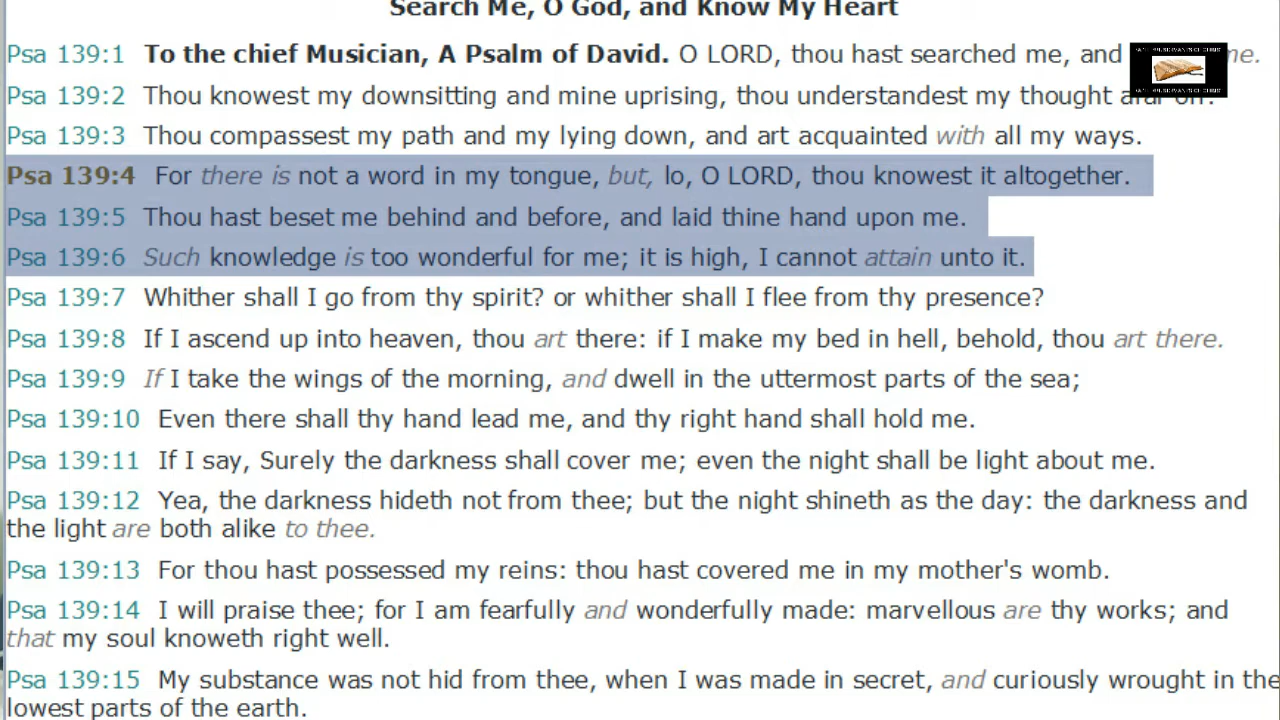 Search Me, O God, and Know My Heart
Psa 139:1 To the chief Musician, A Psalm of David. O LORD, thou hast searched me, and me.
Psa 139:2 Thou knowest my downsitting and mine uprising, thou understandest my thought afar off.
Psa 139:3 Thou compassest my path and my lying down, and art acquainted with all my ways.
Psa 139:4 For there is not a word in my tongue, but, lo, O LORD, thou knowest it altogether.
Psa 139:5 Thou hast beset me behind and before, and laid thine hand upon me.
Psa 139:6 Such knowledge is too wonderful for me; it is high, I cannot attain unto it.
Psa 139:7 Whither shall I go from thy spirit? or whither shall I flee from thy presence?
Psa 139:8 If I ascend up into heaven, thou art there: if I make my bed in hell, behold, thou art there.
Psa 139:9 If I take the wings of the morning, and dwell in the uttermost parts of the sea;
Psa 139:10 Even there shall thy hand lead me, and thy right hand shall hold me.
Psa 139:11 If I say, Surely the darkness shall cover me; even the night shall be light about me.
Psa 139:12 Yea, the darkness hideth not from thee; but the night shineth as the day: the darkness and
the light are both alike to thee.
Psa 139:13 For thou hast possessed my reins: thou hast covered me in my mother's womb.
Psa 139:14 I will praise thee; for I am fearfully and wonderfully made: marvellous are thy works; and
that my soul knoweth right well.
Psa 139:15 My substance was not hid from thee, when I was made in secret, and curiously wrought in the
lowest parts of the earth.